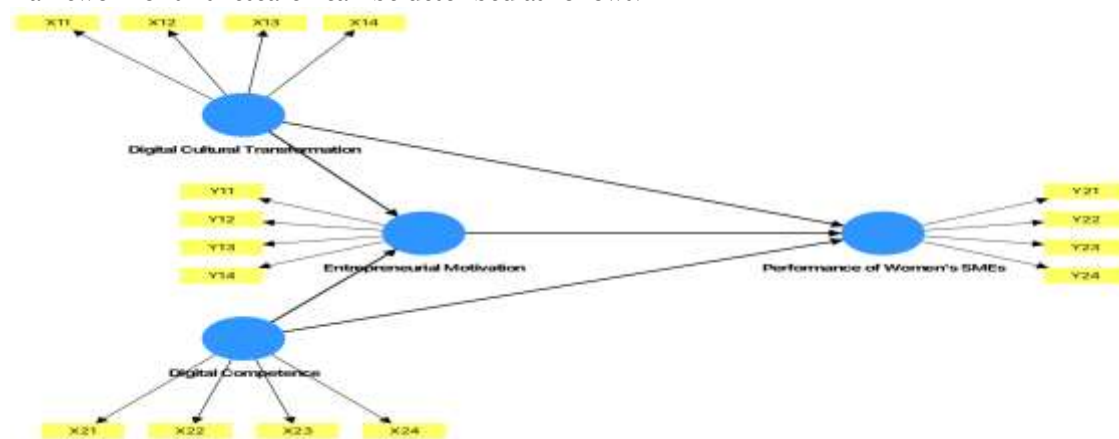 X11 X12 X13 X14
Digital Cultural Transformation
Y11
Y12
Y13
Y14
Entrepreneurial Motivation
Performance of Women's SMEs
Y21
Y22
Y23
Y24
Digital Competence
X21 X22 X23 X24